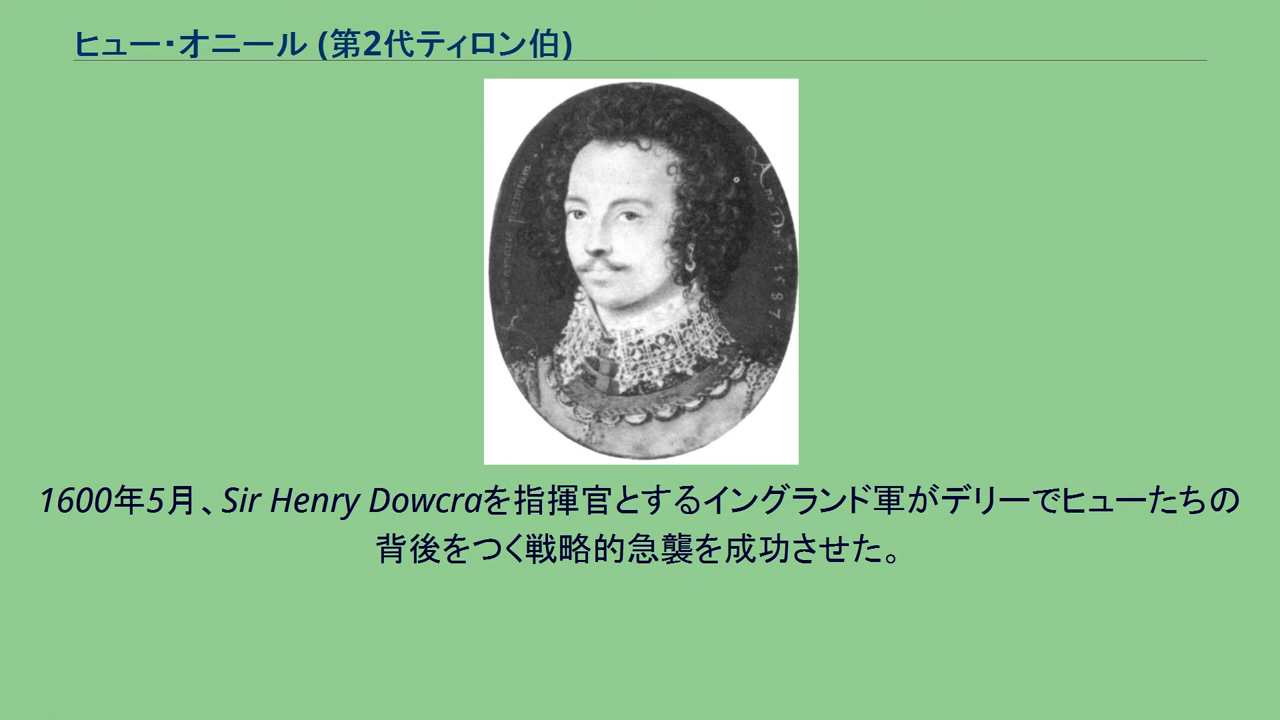 ヒュー・オニール (第2代ティロン伯)
1600年5月、Sir Henry Dowcraを指揮官とするイングランド軍がデリーでヒューたちの
背後をつく戦略的急襲を成功させた。